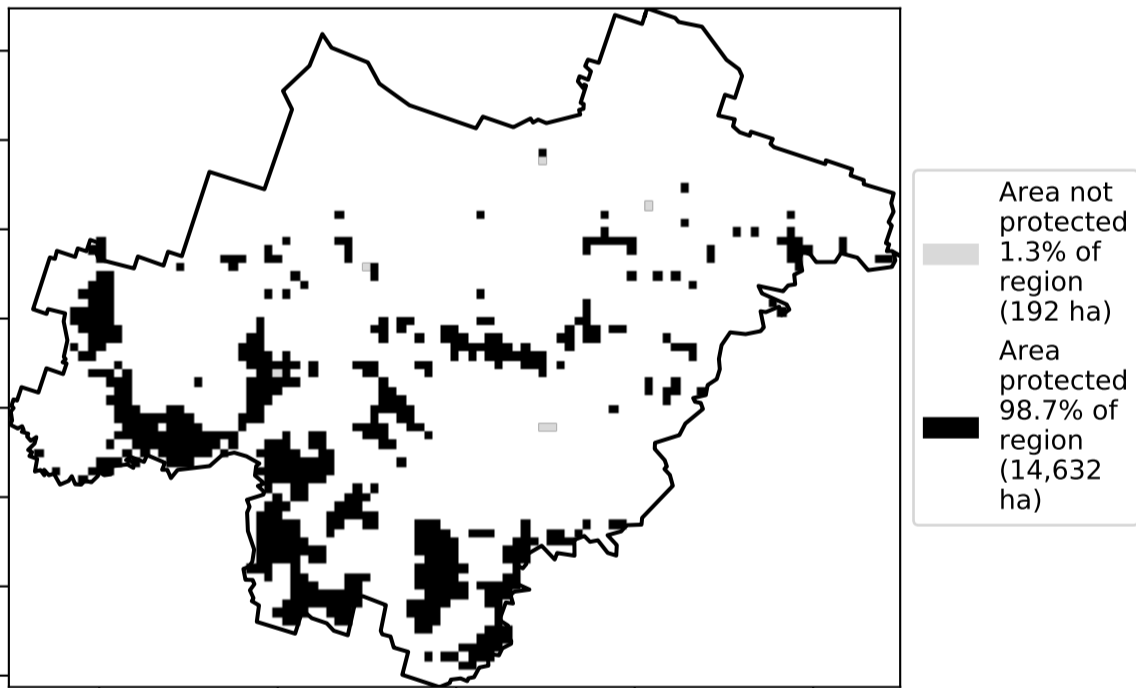 Area not
protected
1.3% of
region
(192 ha)
Area
protected
98.7% of
region
(14,632
ha)